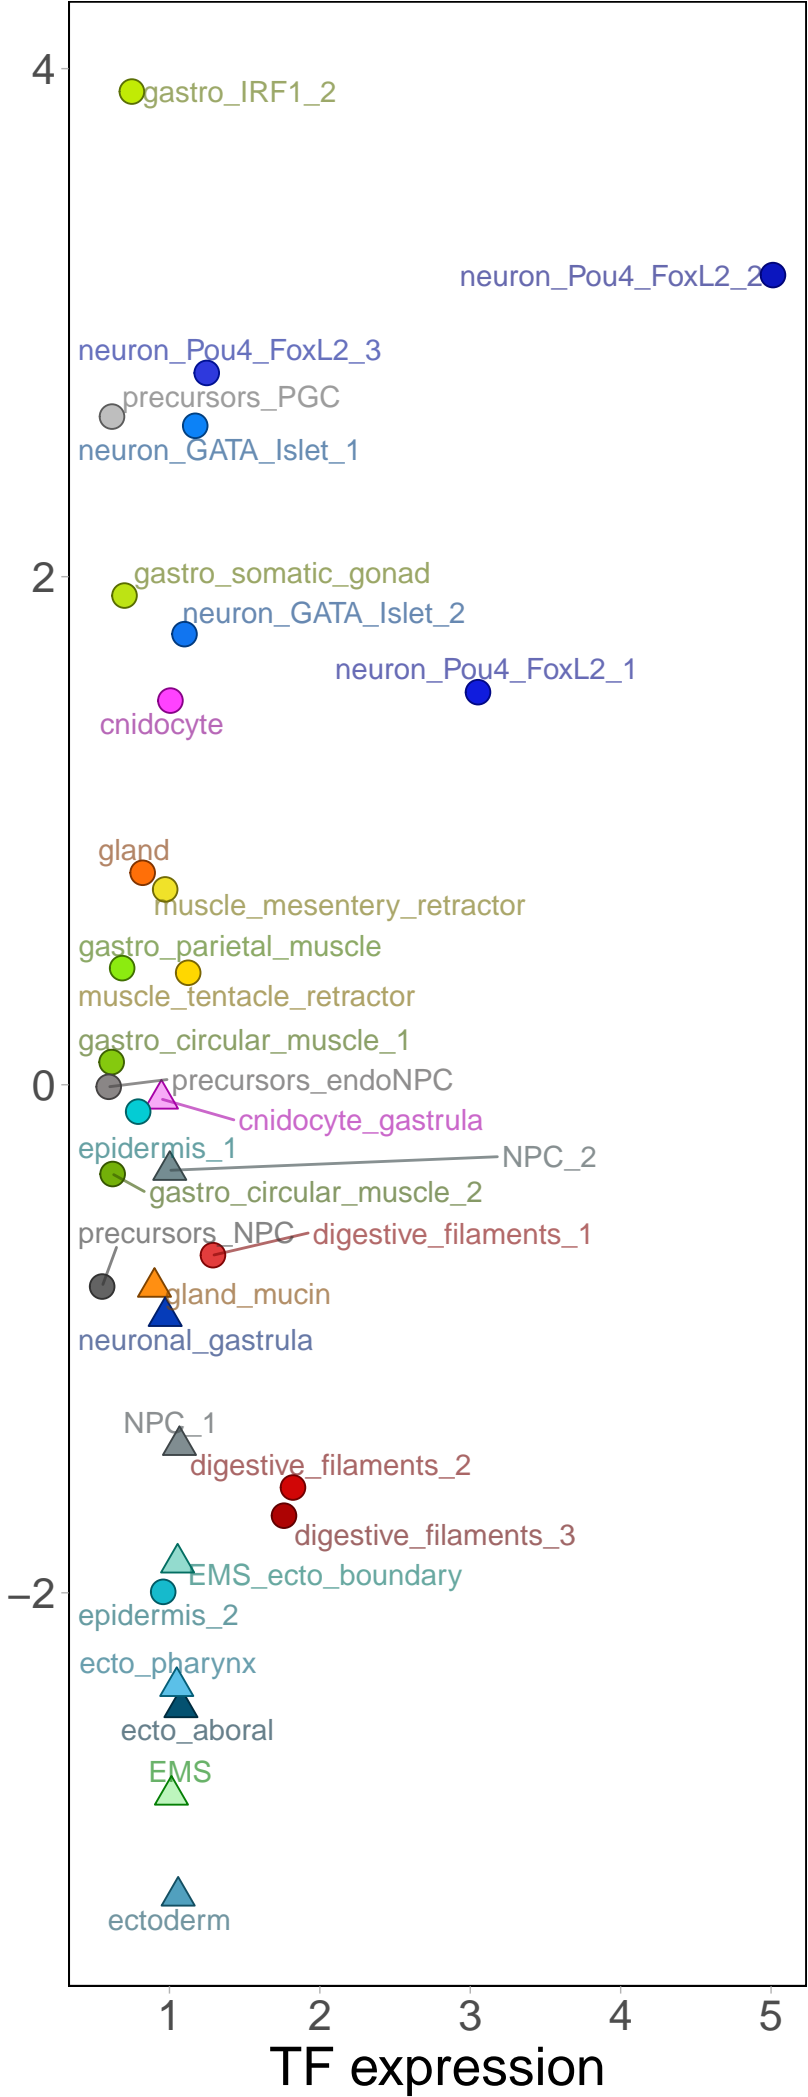 4
gastro_IRF1_2
neuron_Pou4_FoxL2_2
neuron_Pou4_FoxL2_3
precursors_PGC
neuron_GATA_Islet_1
2
gastro_somatic_gonad
neuron_GATA_Islet_2
neuron_Pou4_FoxL2_1
cnidocyte
gland
muscle_mesentery_retractor
gastro_parietal_muscle
muscle_tentacle_retractor
gastro_circular_muscle_1
0
precursors_endoNPC
cnidocyte_gastrula
epidermis_1
NPC_2
gastro_circular_muscle_2
precursors_NPC
digestive_filaments_1
gland_mucin
neuronal_gastrula
NPC_1
digestive_filaments_2
digestive_filaments_3
EMS_ecto_boundary
−2
epidermis_2
ecto_pharynx
ecto_aboral
EMS
ectoderm
1 2 3 4 5
TF expression